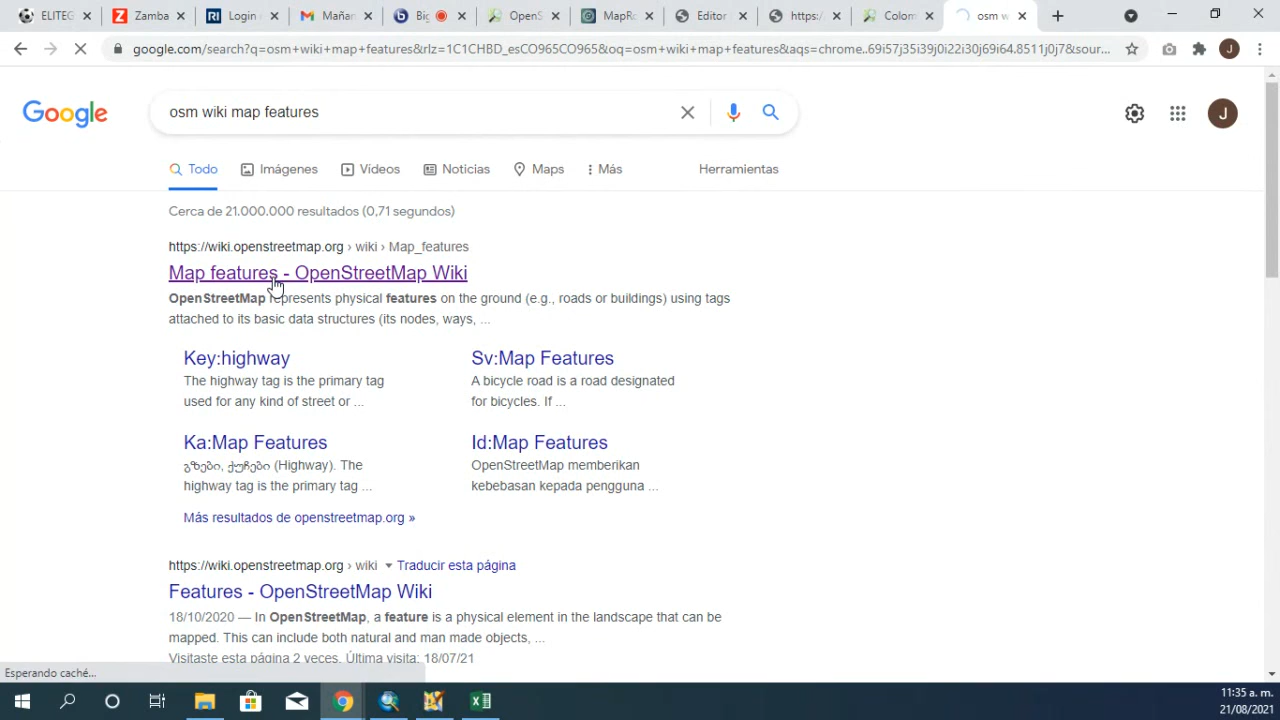 ELITEG
Zamba
Login
Mañan
Big
OpenS
MapRo
Editor
https:/
Colom
osm w
google.com/search?q=osm+wiki+map+features&rlz=1C1CHBD_esCO965CO965&oq=osm+wiki+map+features&aqs=chrome..69i57j35i39j0i22i30j69i64.8511j0j7&sour...
J
Google
osm wiki map features
J
Todo
Imágenes
Vídeos
Noticias
Maps
Más
Herramientas
Cerca de 21.000.000 resultados (0,71 segundos)
https://wiki.openstreetmap.org › wiki › Map_features
Map features - OpenStreetMap Wiki
OpenStreetMap represents physical features on the ground (e.g., roads or buildings) using tags
attached to its basic data structures (its nodes, ways, ...
Key:highway
The highway tag is the primary tag
used for any kind of street or ...
Sv:Map Features
A bicycle road is a road designated
for bicycles. If ...
Ka:Map Features
გზები, ქუჩები (Highway). The
highway tag is the primary tag ...
Id:Map Features
OpenStreetMap memberikan
kebebasan kepada pengguna ...
Más resultados de openstreetmap.org »
https://wiki.openstreetmap.org › wiki
Traducir esta página
Features - OpenStreetMap Wiki
18/10/2020 — In OpenStreetMap, a feature is a physical element in the landscape that can be
mapped. This can include both natural and man made objects, ...
Visitaste esta página 2 veces. Última visita: 18/07/21
Esperando caché...
11:35 a. m.
21/08/2021